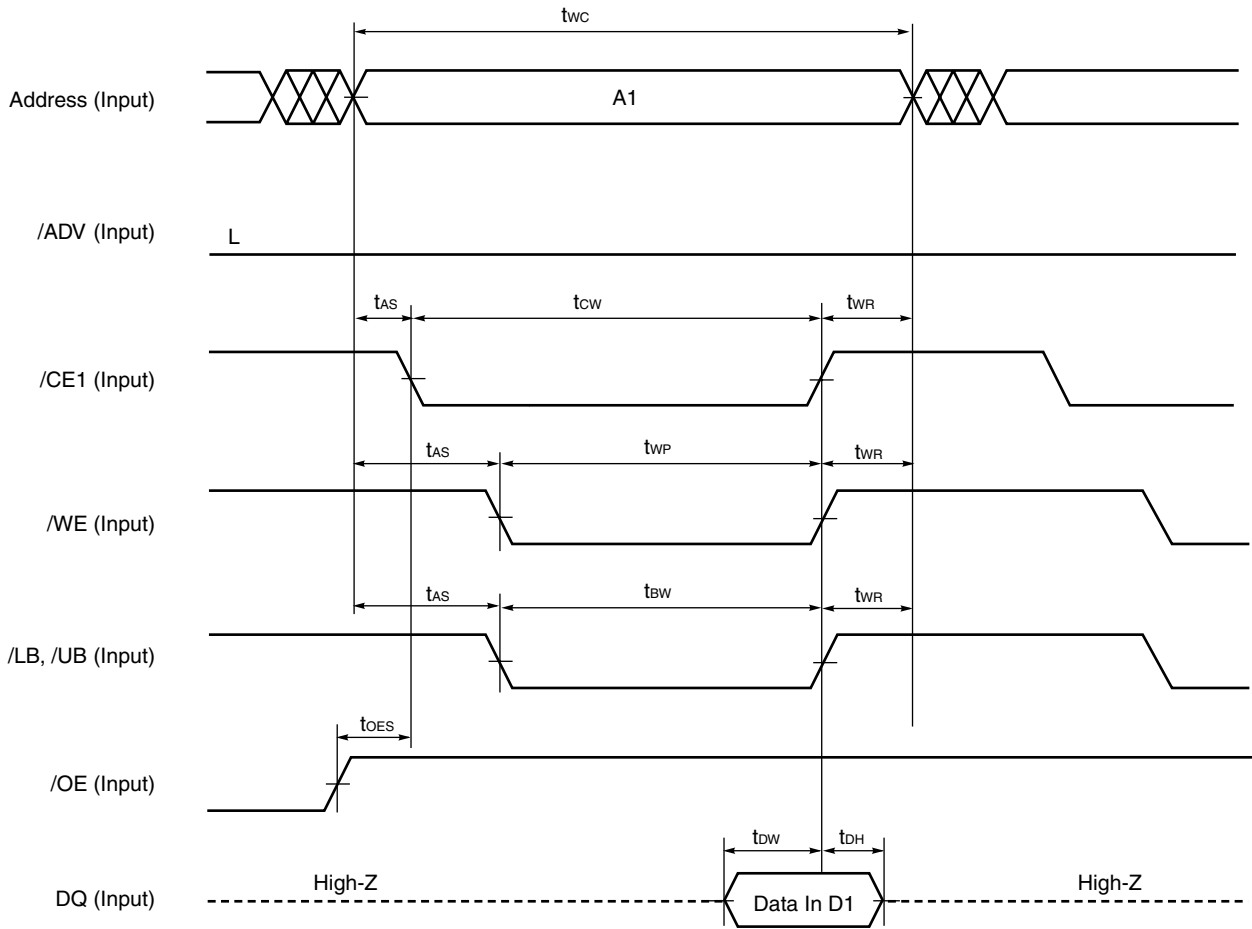 tWC
Address (Input)
A1
/ADV (Input)
L
tAS
tCW
tWR
/CE1 (Input)
tAS
tWP
tWR
/WE (Input)
tAS
tBW
tWR
/LB, /UB (Input)
tOES
/OE (Input)
tDW
tDH
High-Z
High-Z
DQ (Input)
Data In D1